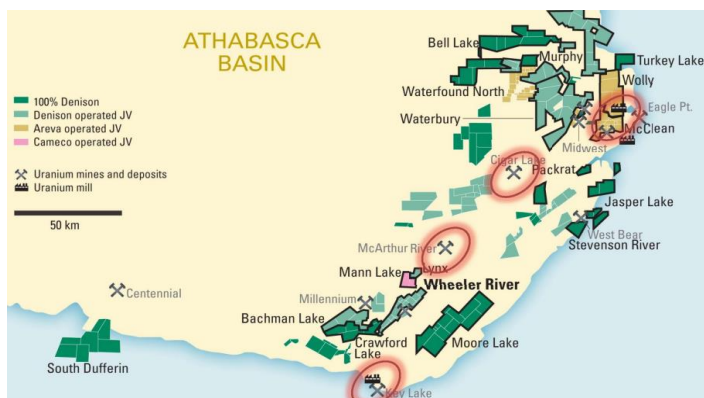 ATHABASCA
BASIN
100% Denison
Denison operated JV
Areva operated JV
Cameco operated JV
Uranium mines and deposits
Uranium mill
50 km
Bell Lake
Murphy
Turkey Lake
Waterfound North
Wolly
Waterbury
Eagle Pt.
McClean
Midwest
Cigar Lake
Packrat
Jasper Lake
West Bear
Stevenson River
McArthur River
Mann Lake
Lynx
Wheeler River
Centennial
Millennium
Bachman Lake
Crawford
Lake
Moore Lake
South Dufferin
Key Lake